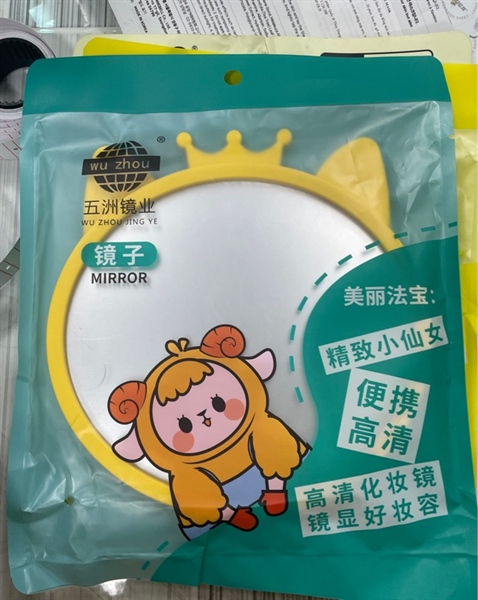 wu zhou
®
五洲镜业
WU ZHOU JING YE
镜子
MIRROR
美丽法宝:
精致小仙女
便携
高清
高清化妆镜
镜显好妆容